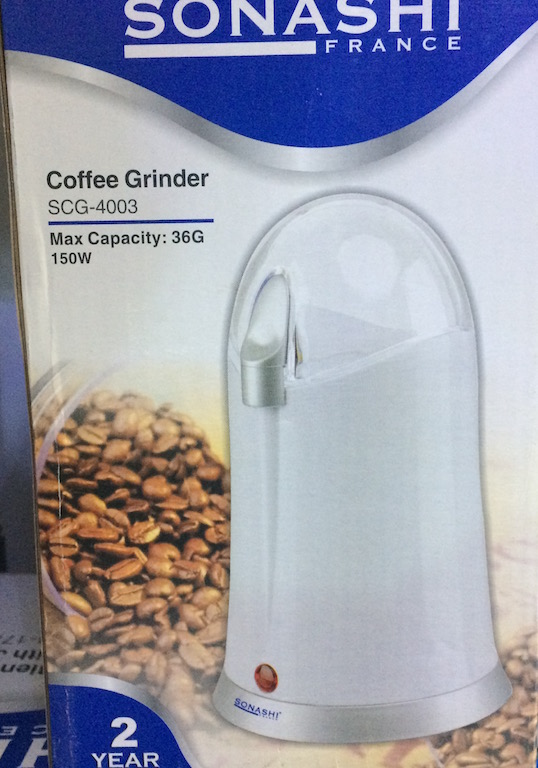 SONASHI
FRANCE
Coffee Grinder
SCG-4003
Max Capacity: 36G
150W
SONASHI
2
YEAR